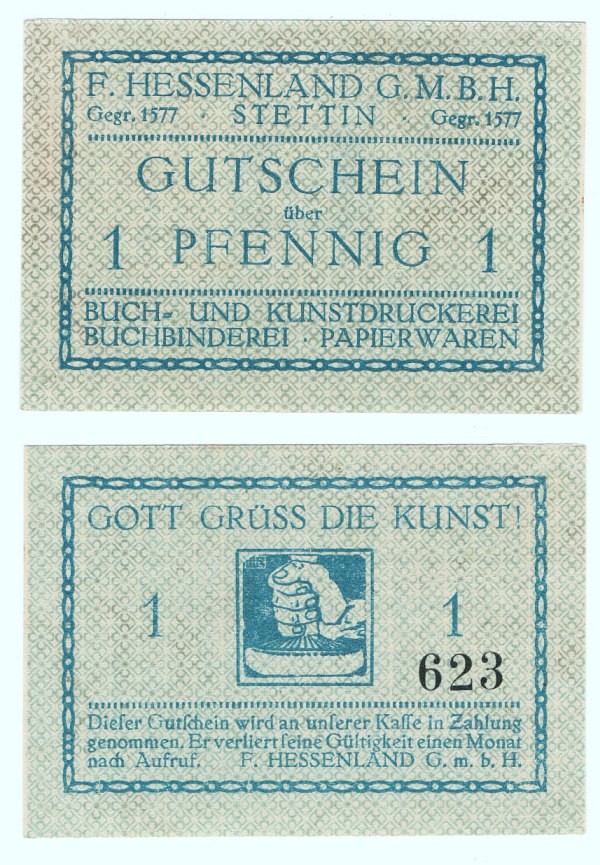 F. HESSENLAND G.M.B.H.
Gegr. 1577 · STETTIN · Gegr. 1577
GUTSCHEIN
über
1 PFENNIG 1
BUCH- UND KUNSTDRUCKEREI
BUCHBINDEREI · PAPIERWAREN
GOTT GRÜSS DIE KUNST!
1 1
623
Dieſer Gutſchein wird an unſerer Kaſſe in Zahlung
genommen. Er verliert ſeine Gültigkeit einen Monat
nach Aufruf. F. HESSENLAND G. m. b. H.